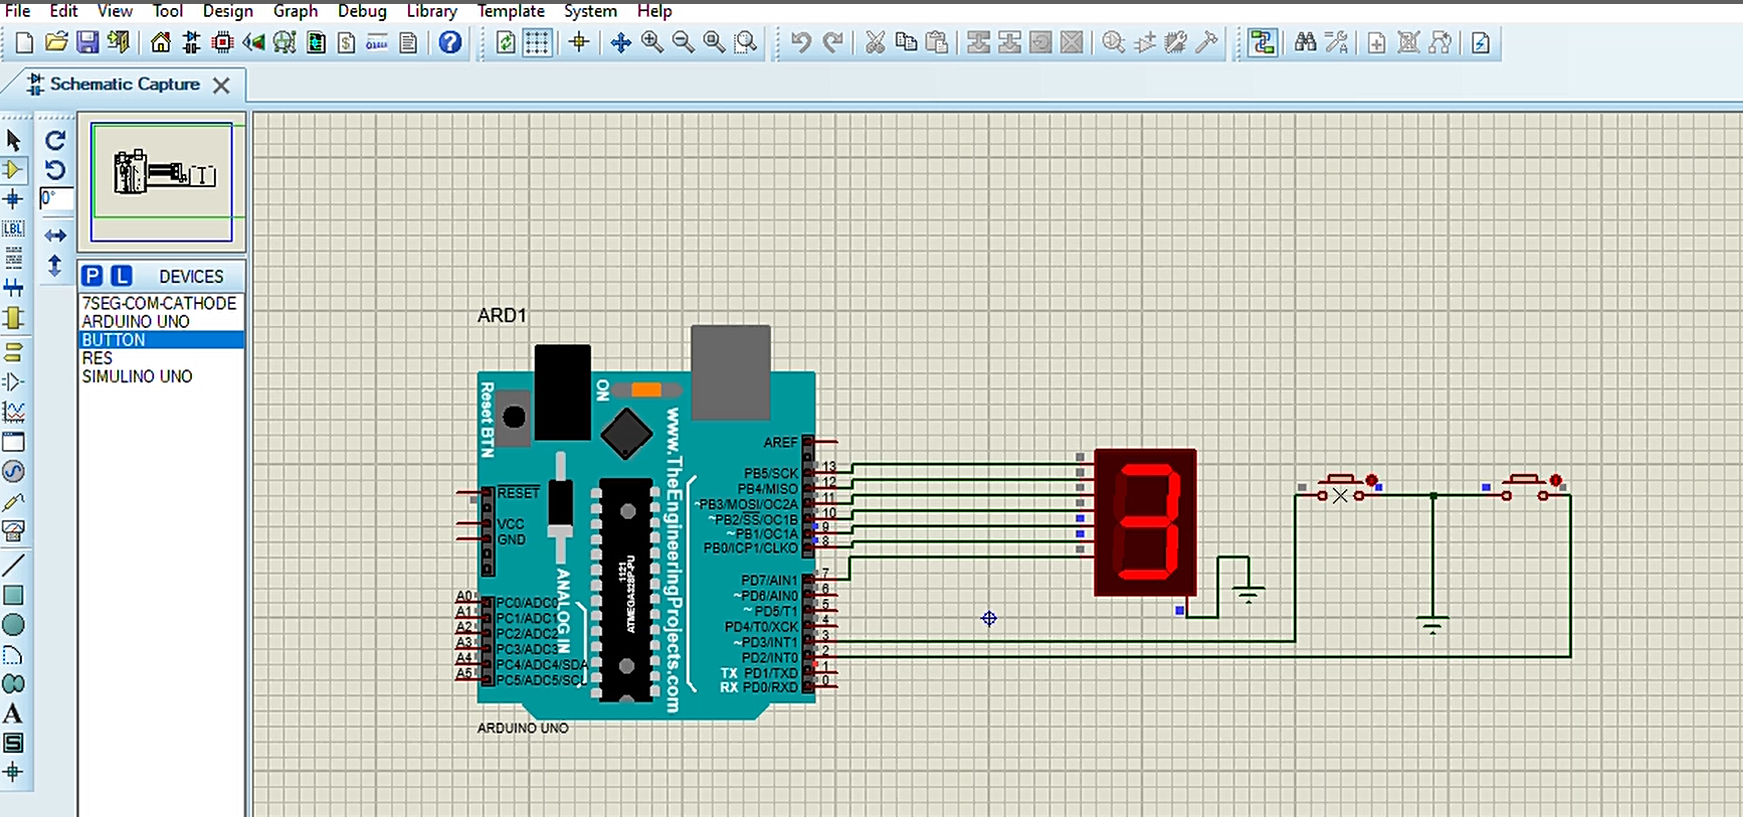 File Edit View Tool Design Graph Debug Library Template System Help
Schematic Capture
0°
LBL
P L DEVICES
7SEG-COM-CATHODE
ARDUINO UNO
BUTTON
RES
SIMULINO UNO
A
S
ARD1
Reset BTN
ON
www.TheEngineeringProjects.com
ANALOG IN
1121
ATMEGA328P-PU
RESET
VCC
GND
A0 PC0/ADC0
A1 PC1/ADC1
A2 PC2/ADC2
A3 PC3/ADC3
A4 PC4/ADC4/SDA
A5 PC5/ADC5/SCL
AREF
PB5/SCK 13
PB4/MISO 12
~PB3/MOSI/OC2A 11
~PB2/SS/OC1B 10
~PB1/OC1A 9
PB0/ICP1/CLKO 8
PD7/AIN1 7
~PD6/AIN0 6
~PD5/T1 5
PD4/T0/XCK 4
~PD3/INT1 3
PD2/INT0 2
TX PD1/TXD 1
RX PD0/RXD 0
ARDUINO UNO
3